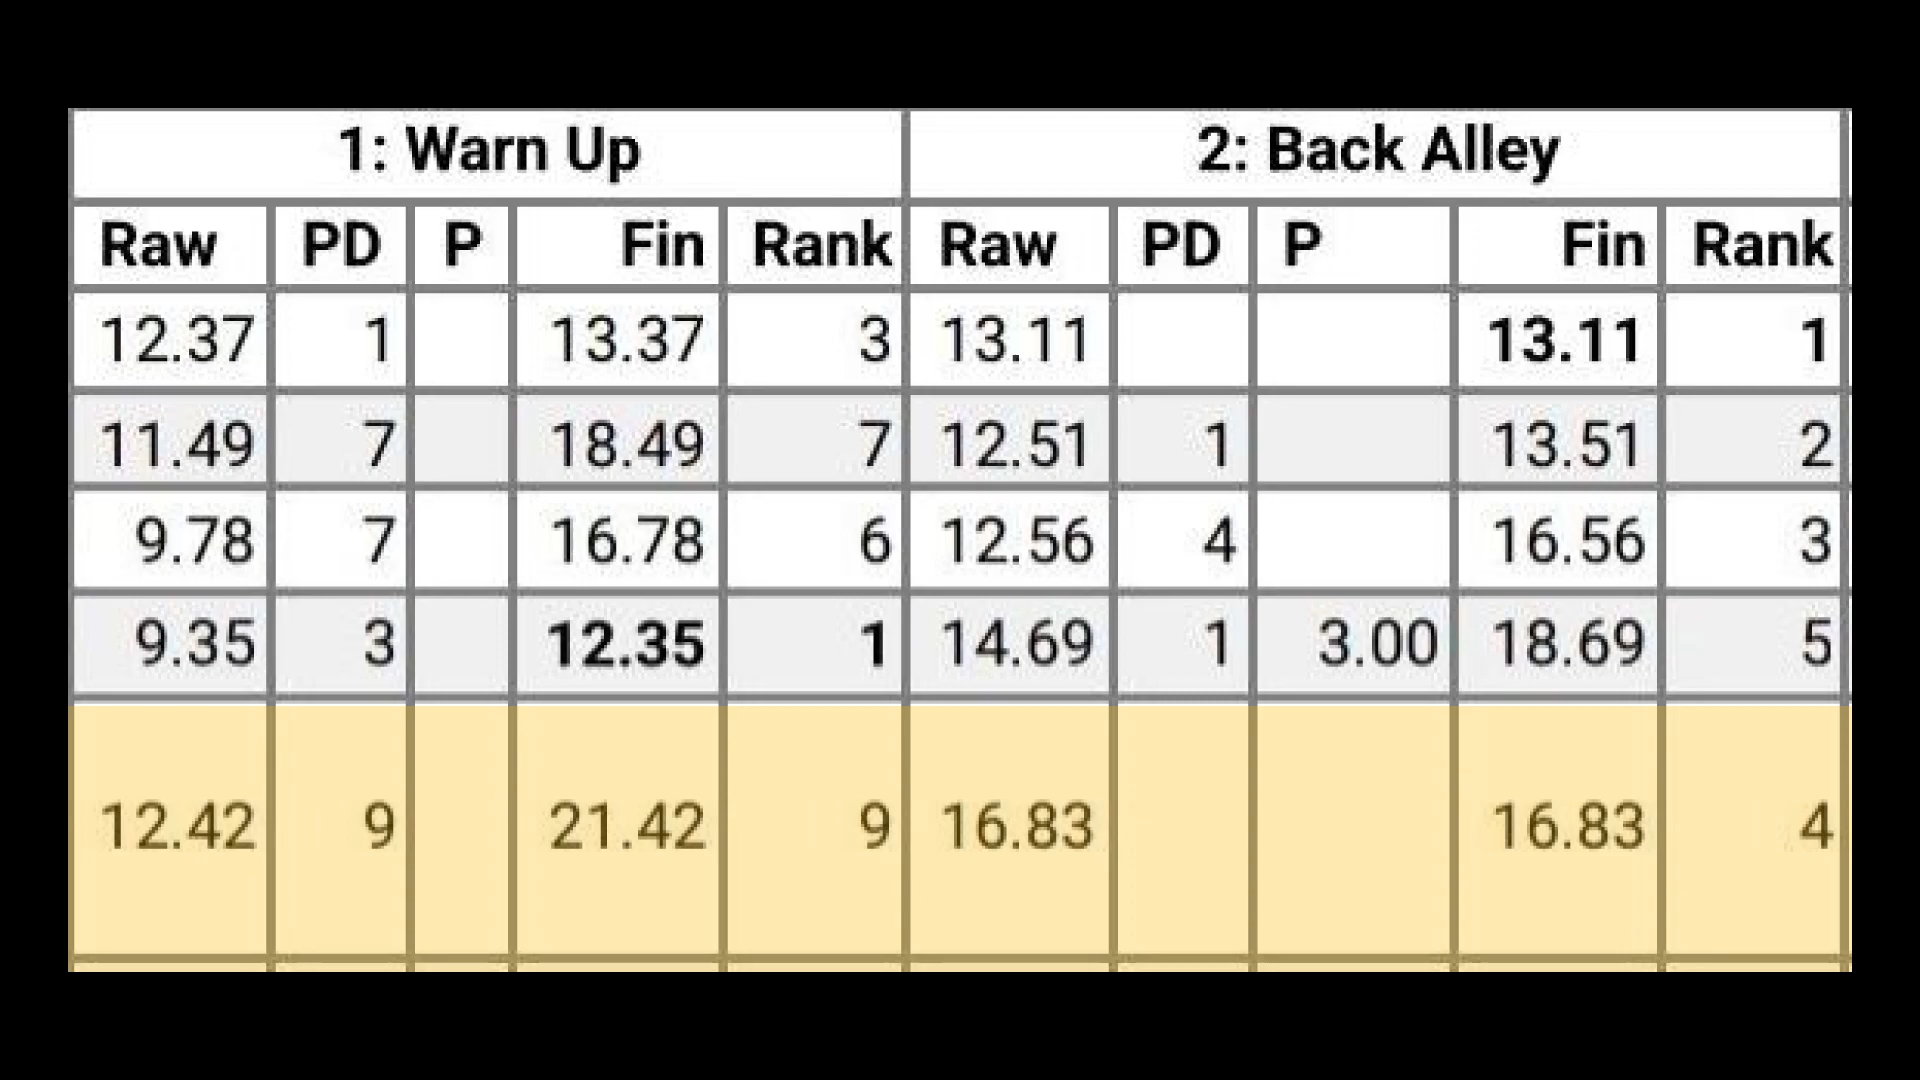 1: Warn Up 2: Back Alley
Raw PD P Fin Rank Raw PD P Fin Rank
12.37 1 13.37 3 13.11 13.11 1
11.49 7 18.49 7 12.51 1 13.51 2
9.78 7 16.78 6 12.56 4 16.56 3
9.35 3 12.35 1 14.69 1 3.00 18.69 5
12.42 9 21.42 9 16.83 16.83 4